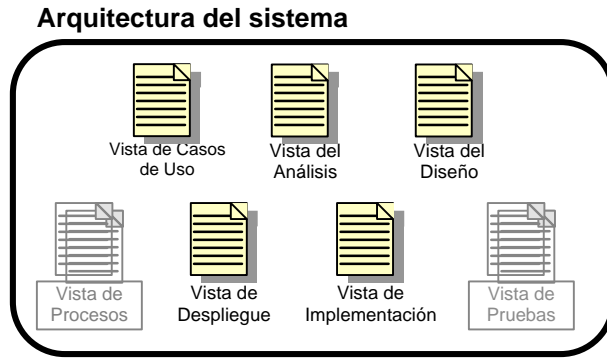 Arquitectura del sistema
Vista de Casos
de Uso
Vista del
Análisis
Vista del
Diseño
Vista de
Procesos
Vista de
Despliegue
Vista de
Implementación
Vista de
Pruebas